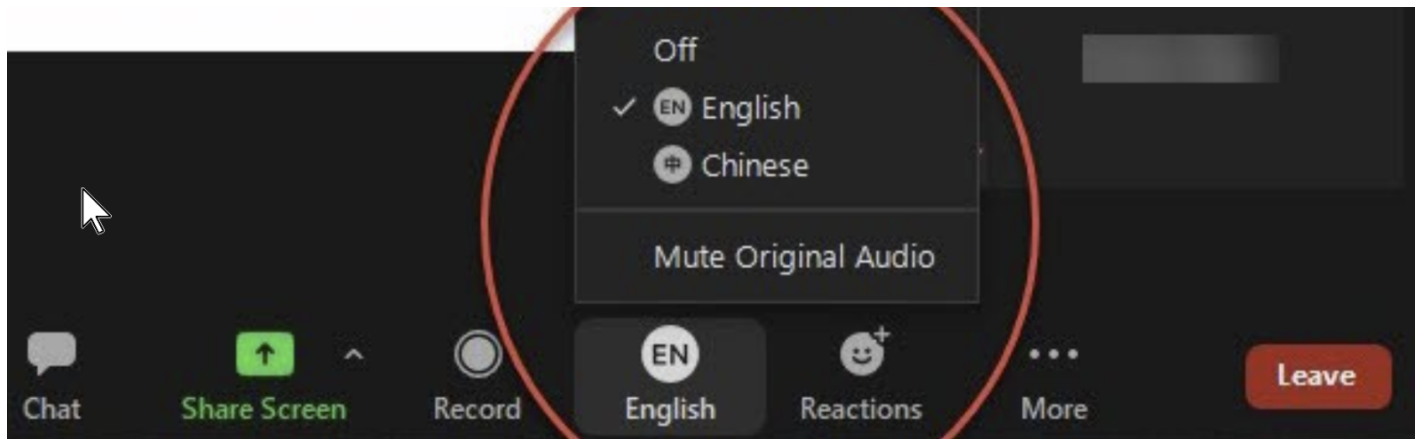 Off
EN English
中 Chinese
Mute Original Audio
EN
Chat
Share Screen
Record
English
Reactions
More
Leave